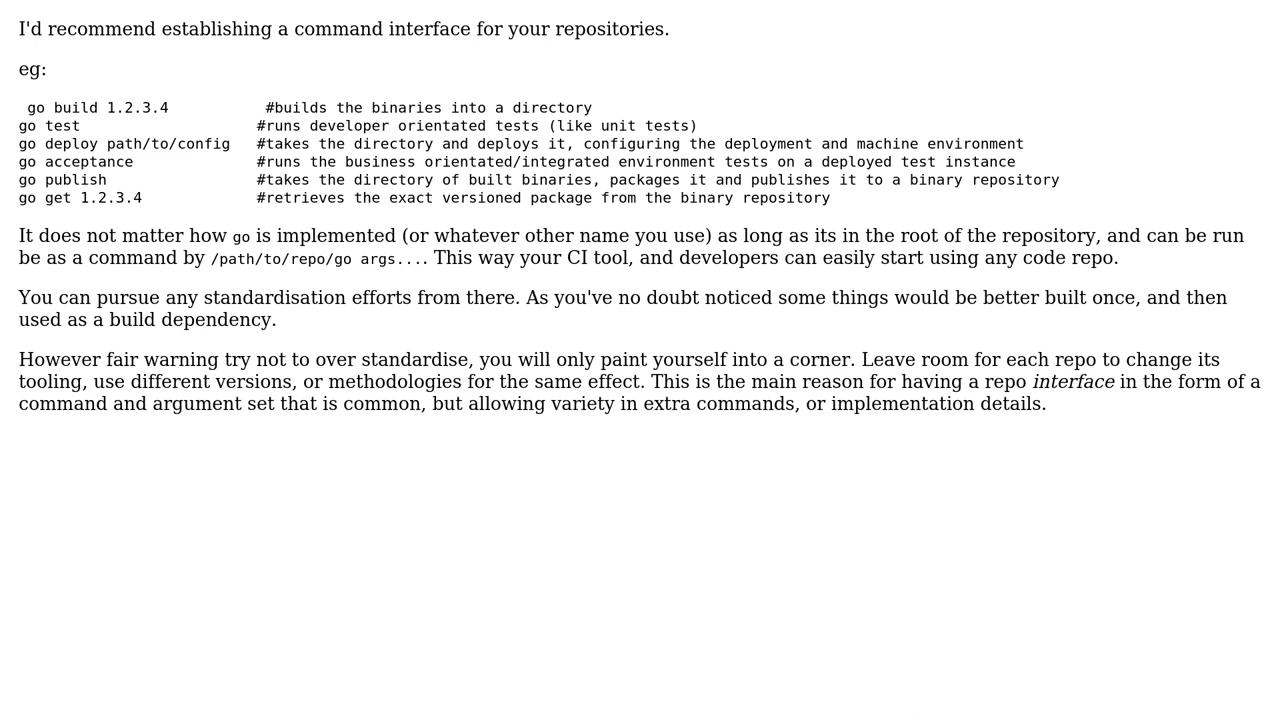 I'd recommend establishing a command interface for your repositories.
eg:
 go build 1.2.3.4           #builds the binaries into a directory
go test                    #runs developer orientated tests (like unit tests)
go deploy path/to/config   #takes the directory and deploys it, configuring the deployment and machine environment
go acceptance              #runs the business orientated/integrated environment tests on a deployed test instance
go publish                 #takes the directory of built binaries, packages it and publishes it to a binary repository
go get 1.2.3.4             #retrieves the exact versioned package from the binary repository
It does not matter how go is implemented (or whatever other name you use) as long as its in the root of the repository, and can be run
be as a command by /path/to/repo/go args.... This way your CI tool, and developers can easily start using any code repo.
You can pursue any standardisation efforts from there. As you've no doubt noticed some things would be better built once, and then
used as a build dependency.
However fair warning try not to over standardise, you will only paint yourself into a corner. Leave room for each repo to change its
tooling, use different versions, or methodologies for the same effect. This is the main reason for having a repo interface in the form of a
command and argument set that is common, but allowing variety in extra commands, or implementation details.